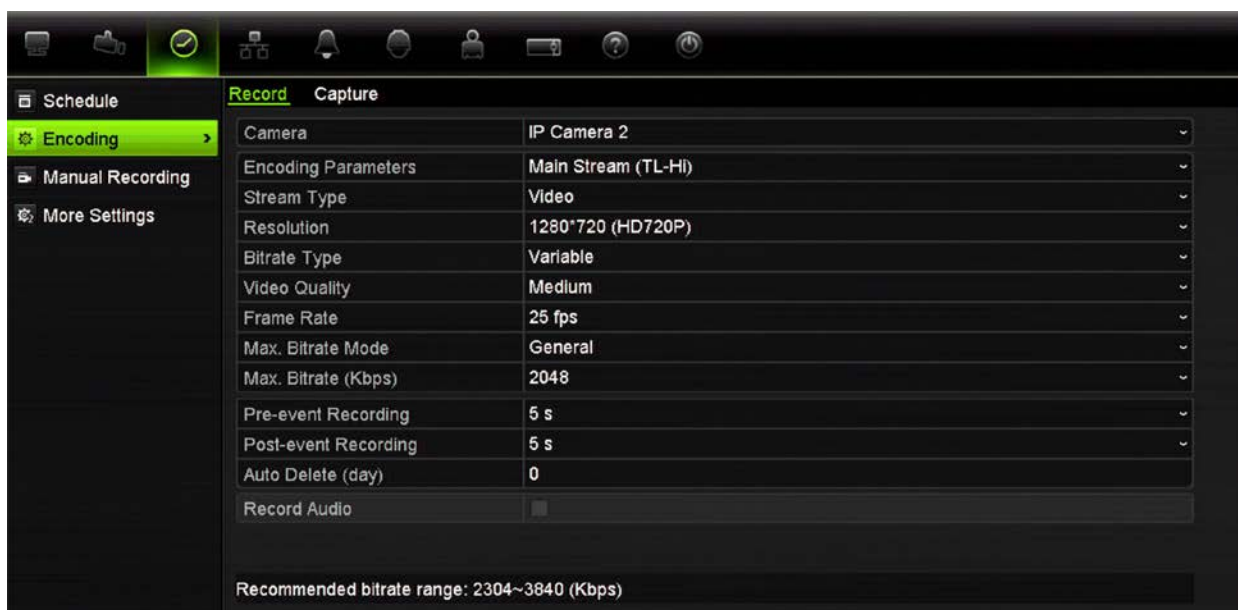 Schedule
Encoding
Manual Recording
More Settings
Record Capture
Camera IP Camera 2
Encoding Parameters Main Stream (TL-Hi)
Stream Type Video
Resolution 1280*720 (HD720P)
Bitrate Type Variable
Video Quality Medium
Frame Rate 25 fps
Max. Bitrate Mode General
Max. Bitrate (Kbps) 2048
Pre-event Recording 5 s
Post-event Recording 5 s
Auto Delete (day) 0
Record Audio
Recommended bitrate range: 2304~3840 (Kbps)